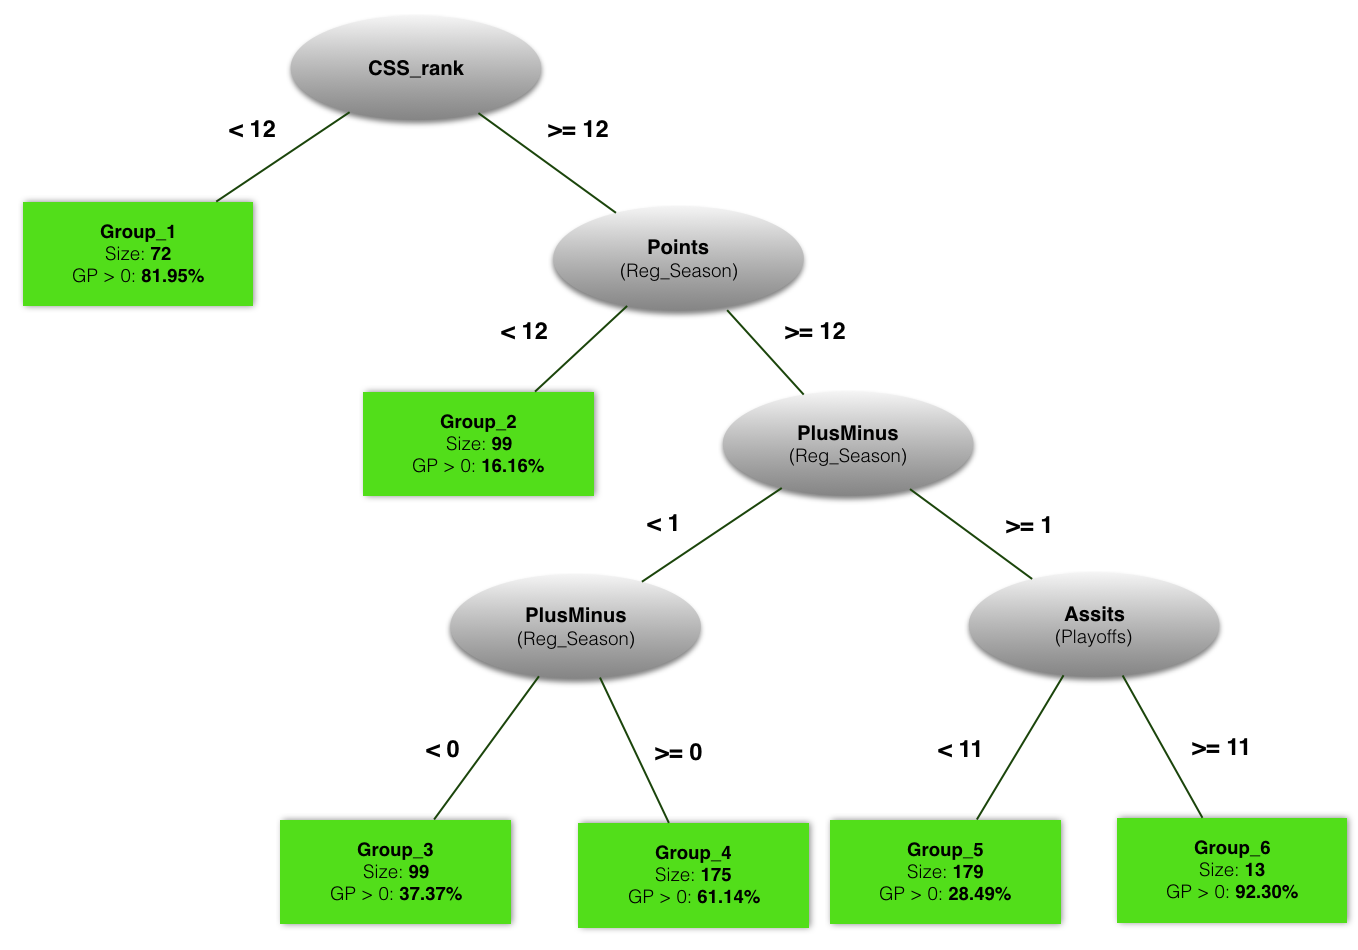 CSS_rank
< 12
>= 12
Group_1
Size: 72
GP > 0: 81.95%
Points
(Reg_Season)
< 12
>= 12
Group_2
Size: 99
GP > 0: 16.16%
PlusMinus
(Reg_Season)
< 1
>= 1
PlusMinus
(Reg_Season)
Assits
(Playoffs)
< 0
>= 0
< 11
>= 11
Group_3
Size: 99
GP > 0: 37.37%
Group_4
Size: 175
GP > 0: 61.14%
Group_5
Size: 179
GP > 0: 28.49%
Group_6
Size: 13
GP > 0: 92.30%